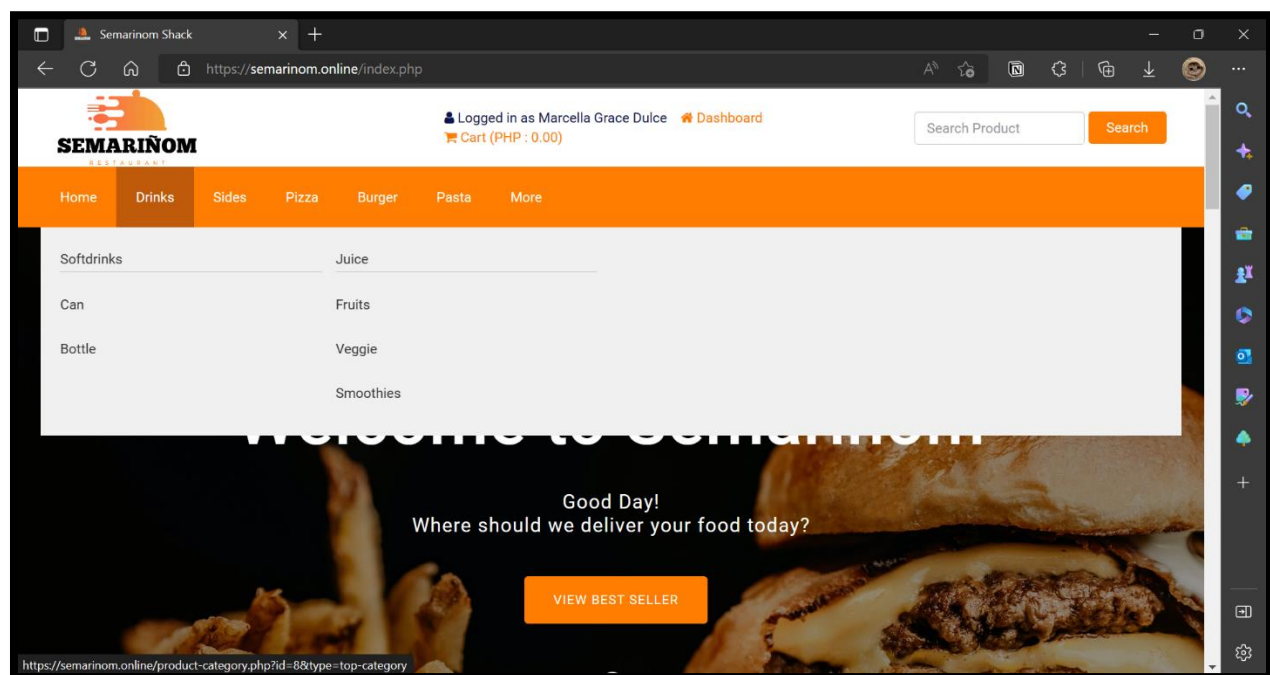 Semarinom Shack
https://semarinom.online/index.php
SEMARIÑOM
RESTAURANT
Logged in as Marcella Grace Dulce Dashboard
Cart (PHP : 0.00)
Search Product
Search
Home Drinks Sides Pizza Burger Pasta More
Softdrinks Juice
Can Fruits
Bottle Veggie
Smoothies
Welcome to Semarinom
Good Day!
Where should we deliver your food today?
VIEW BEST SELLER
https://semarinom.online/product-category.php?id=8&type=top-category